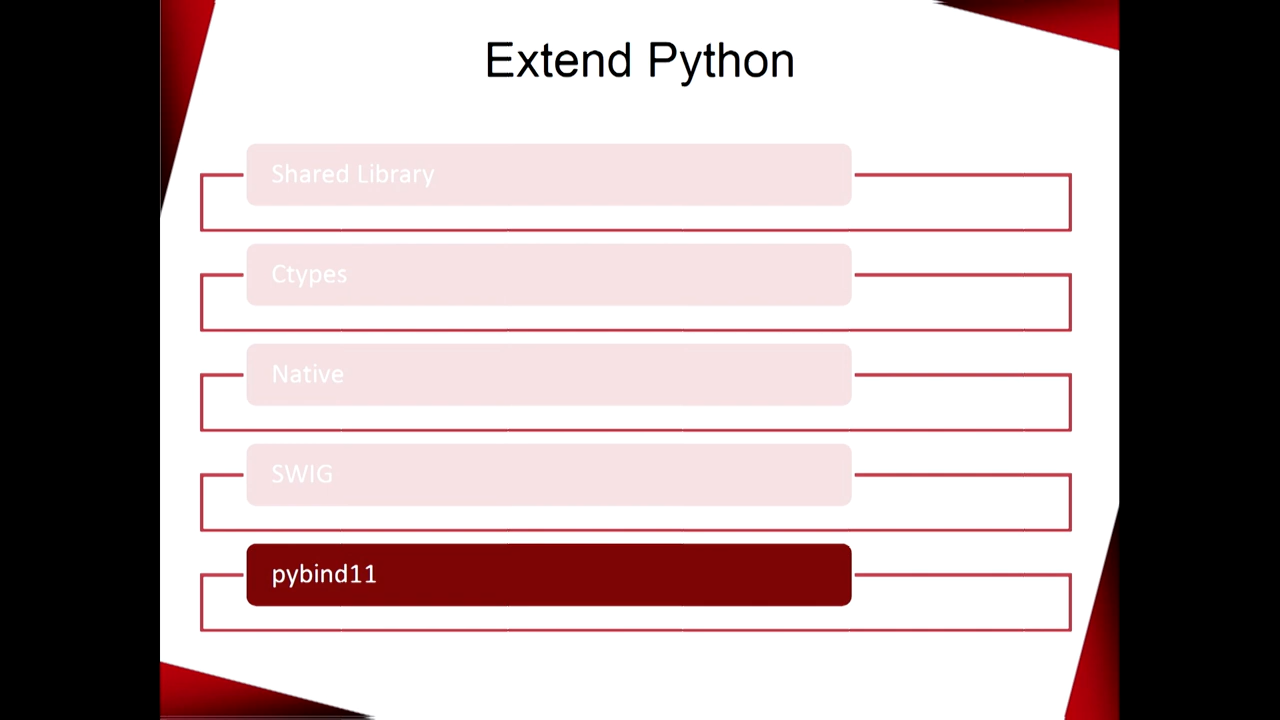 Extend Python
Shared Library
Ctypes
Native
SWIG
pybind11